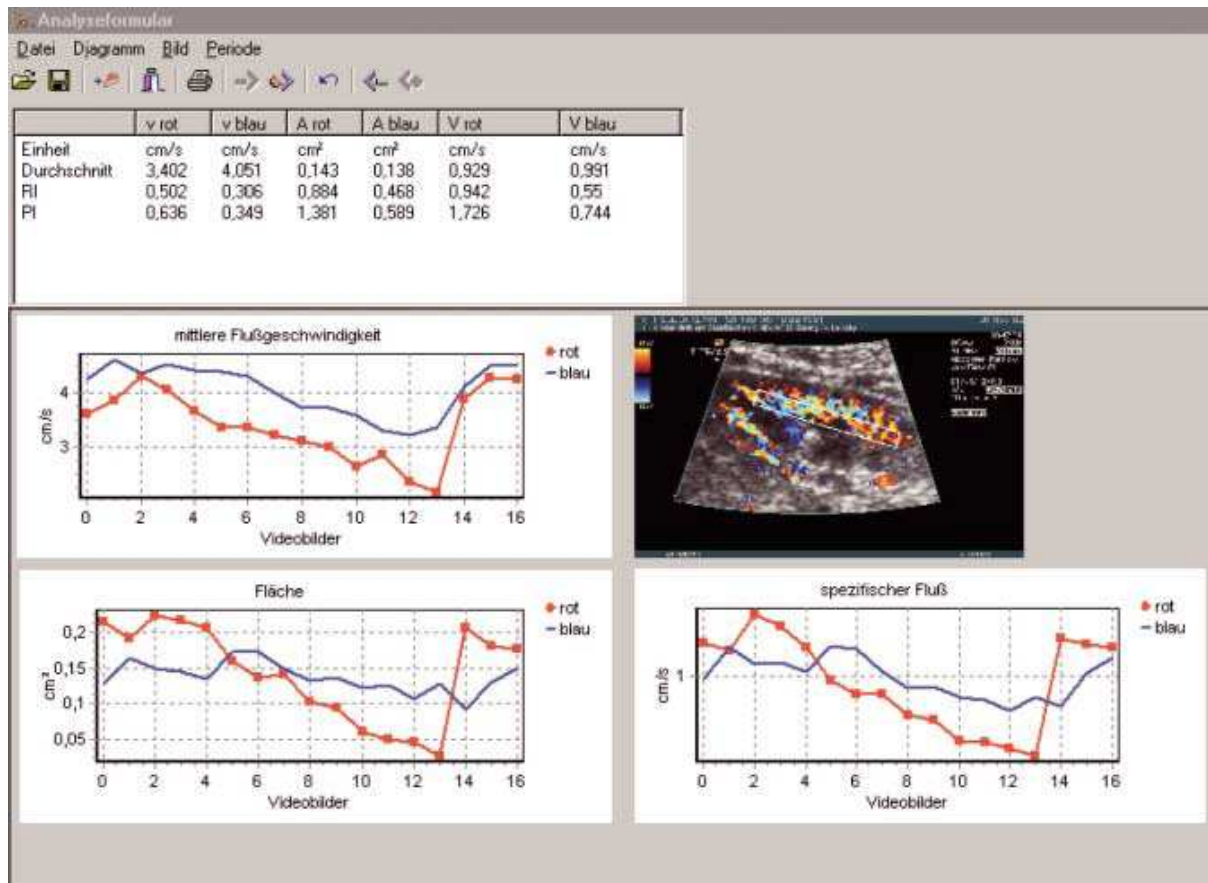 Analyseformular
Datei Djagramm Bild Periode
v rot v blau A rot A blau V rot V blau
Einheit cm/s cm/s cm² cm² cm/s cm/s
Durchschnitt 3,402 4,051 0,143 0,138 0,929 0,991
RI 0,502 0,306 0,884 0,468 0,942 0,55
PI 0,636 0,349 1,381 0,589 1,726 0,744
mittlere Flußgeschwindigkeit
rot
blau
cm/s
4
3
0 2 4 6 8 10 12 14 16
Videobilder
Fläche
rot
blau
cm²
0,2
0,15
0,1
0,05
0 2 4 6 8 10 12 14 16
Videobilder
spezifischer Fluß
rot
blau
cm/s
1
0 2 4 6 8 10 12 14 16
Videobilder